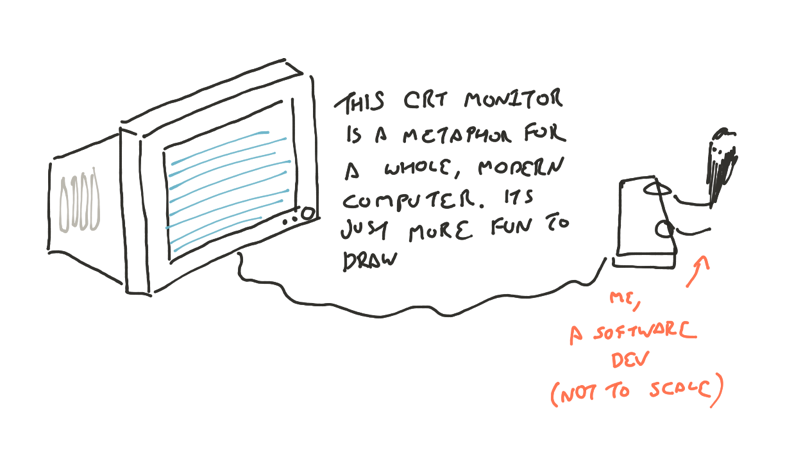 THIS CRT MONITOR
IS A METAPHOR FOR
A WHOLE, MODERN
COMPUTER. ITS
JUST MORE FUN TO
DRAW
ME,
A SOFTWARE
DEV
(NOT TO SCALE)